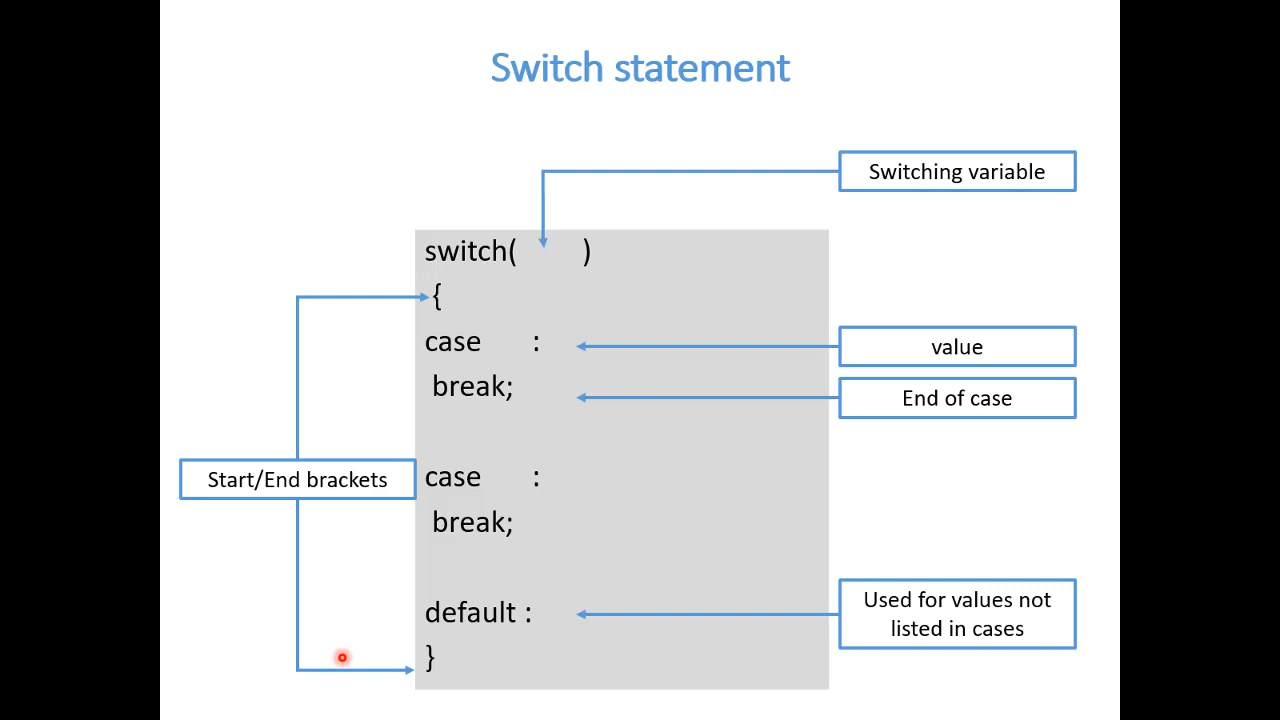 Switch statement
Switching variable
switch( )
{
case :
value
break;
End of case
Start/End brackets
case :
break;
default :
Used for values not
listed in cases
}